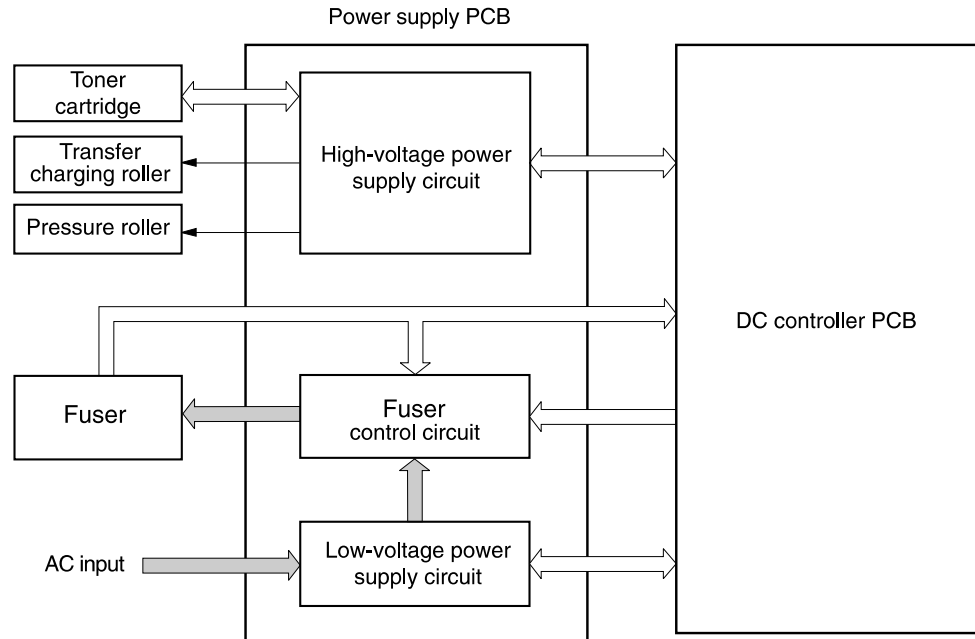 Power supply PCB
Toner
cartridge
Transfer
charging roller
Pressure roller
High-voltage power
supply circuit
DC controller PCB
Fuser
Fuser
control circuit
AC input
Low-voltage power
supply circuit